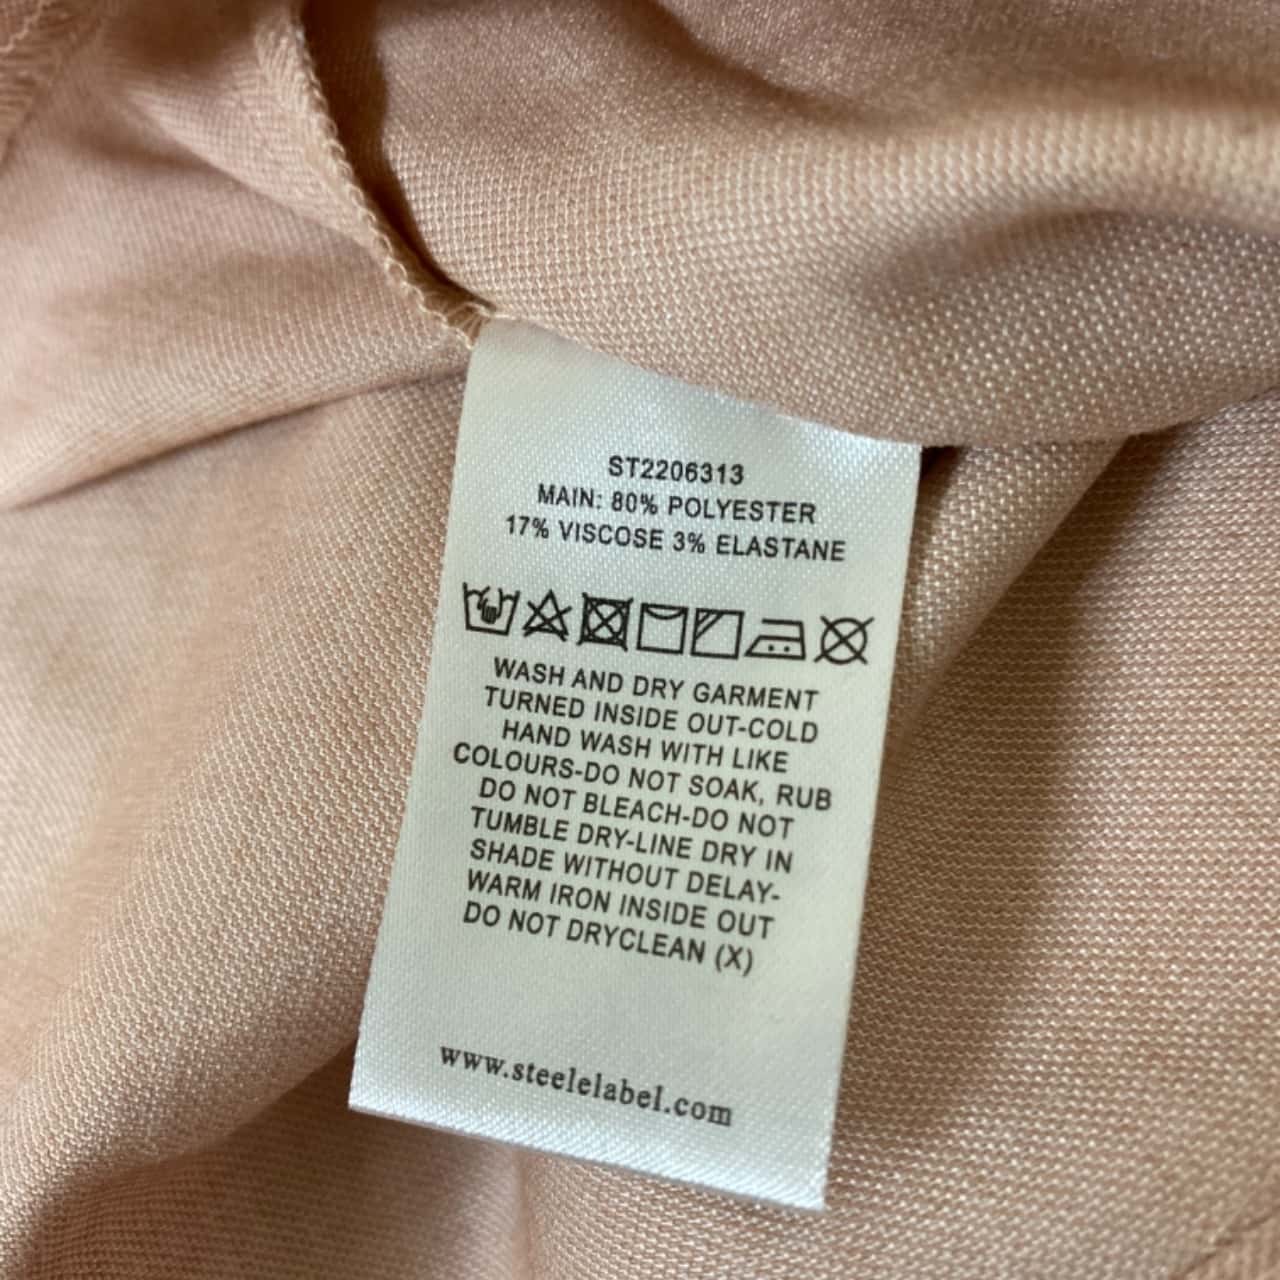 ST2206313
MAIN: 80% POLYESTER
17% VISCOSE 3% ELASTANE
WASH AND DRY GARMENT
TURNED INSIDE OUT-COLD
HAND WASH WITH LIKE
COLOURS-DO NOT SOAK, RUB
DO NOT BLEACH-DO NOT
TUMBLE DRY-LINE DRY IN
SHADE WITHOUT DELAY-
WARM IRON INSIDE OUT
DO NOT DRYCLEAN (X)
www.steelelabel.com